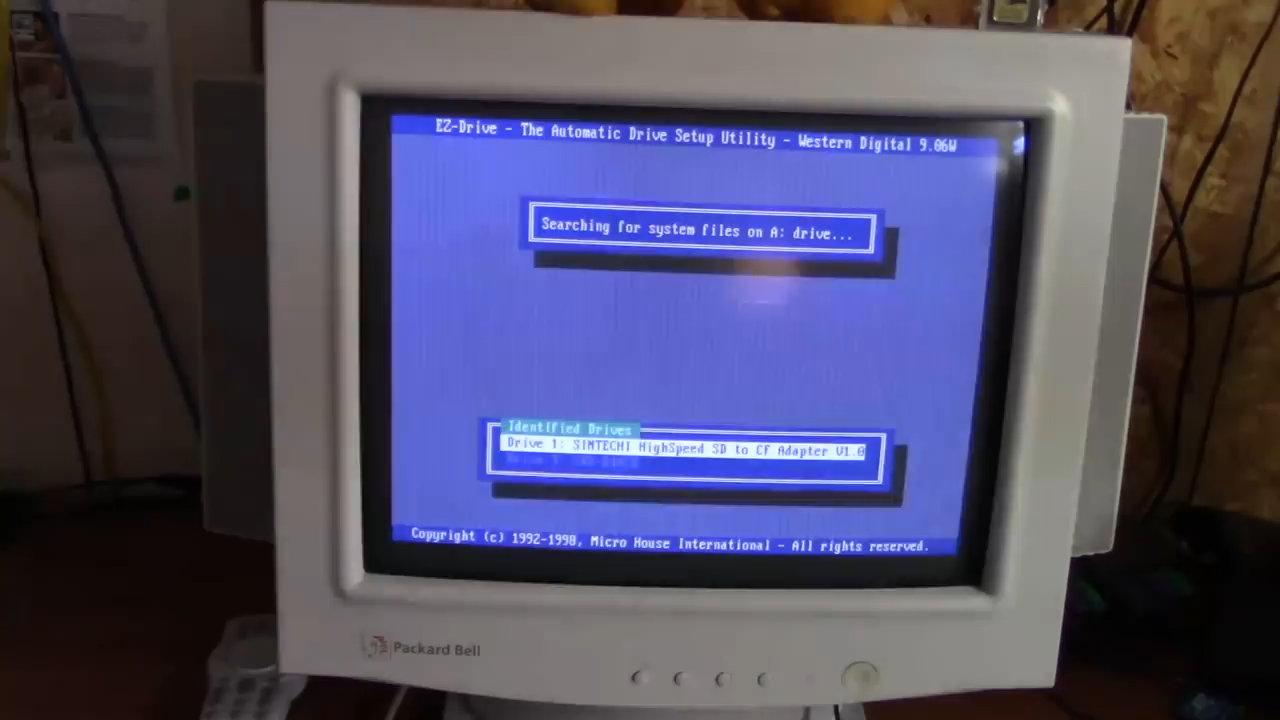 EZ-Drive - The Automatic Drive Setup Utility - Western Digital 9.06W
Searching for system files on A: drive...
Identified Drives
Drive 1: SINTECHI HighSpeed SD to CF Adapter V1.0
Copyright (c) 1992-1998, Micro House International - All rights reserved.
Packard Bell